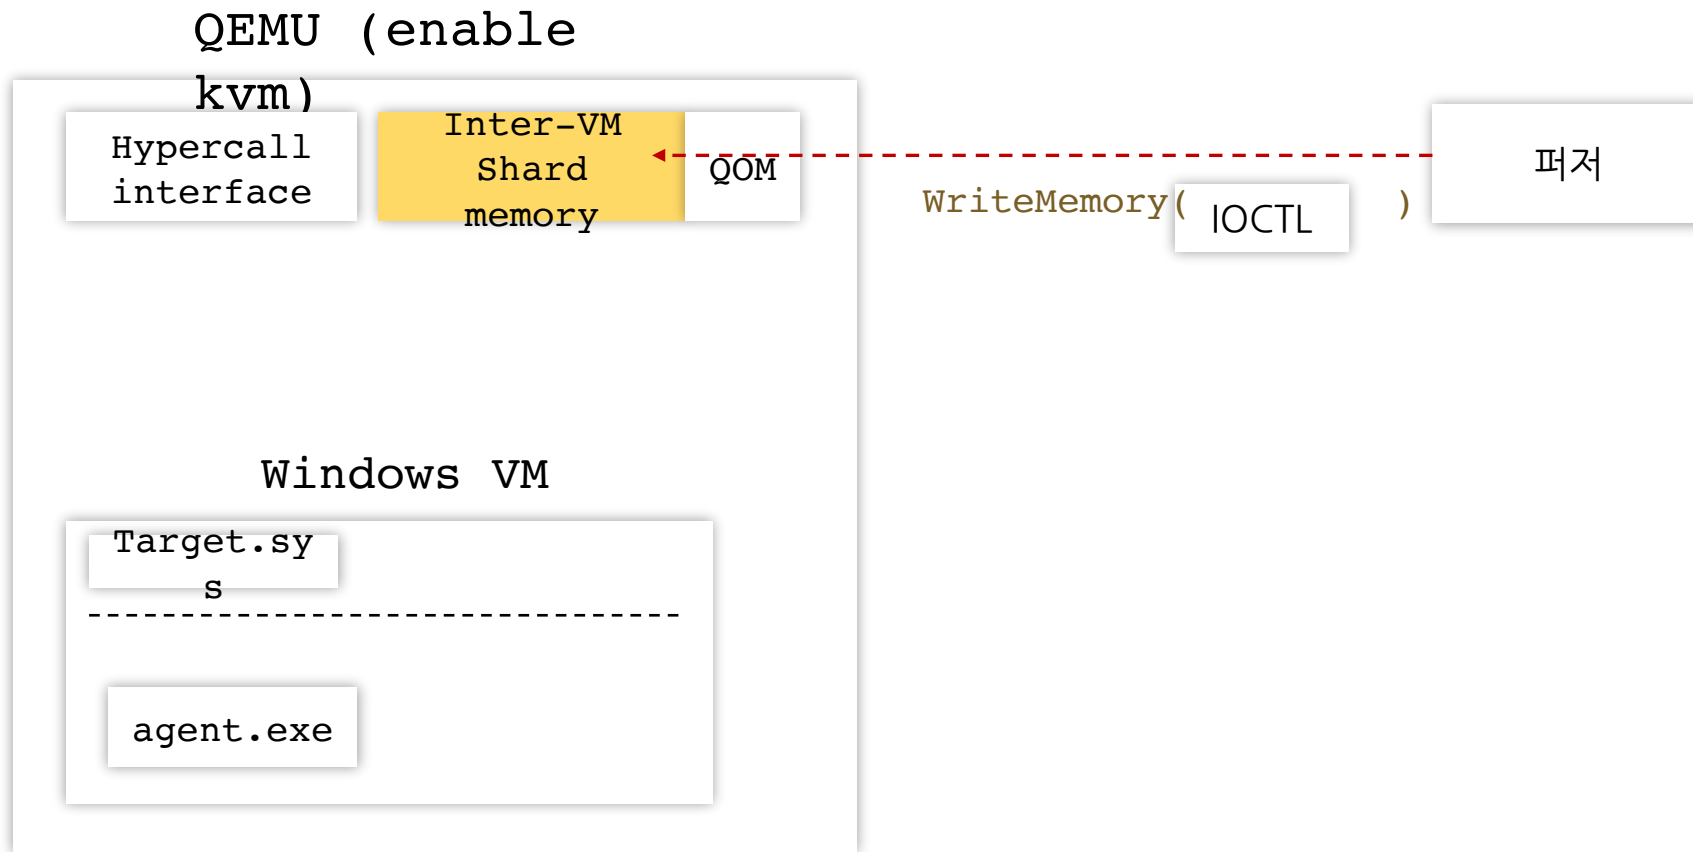 QEMU (enable
kvm)
Hypercall
interface
Inter-VM
Shard
memory
QOM
퍼저
WriteMemory( IOCTL )
Windows VM
Target.sy
s
agent.exe